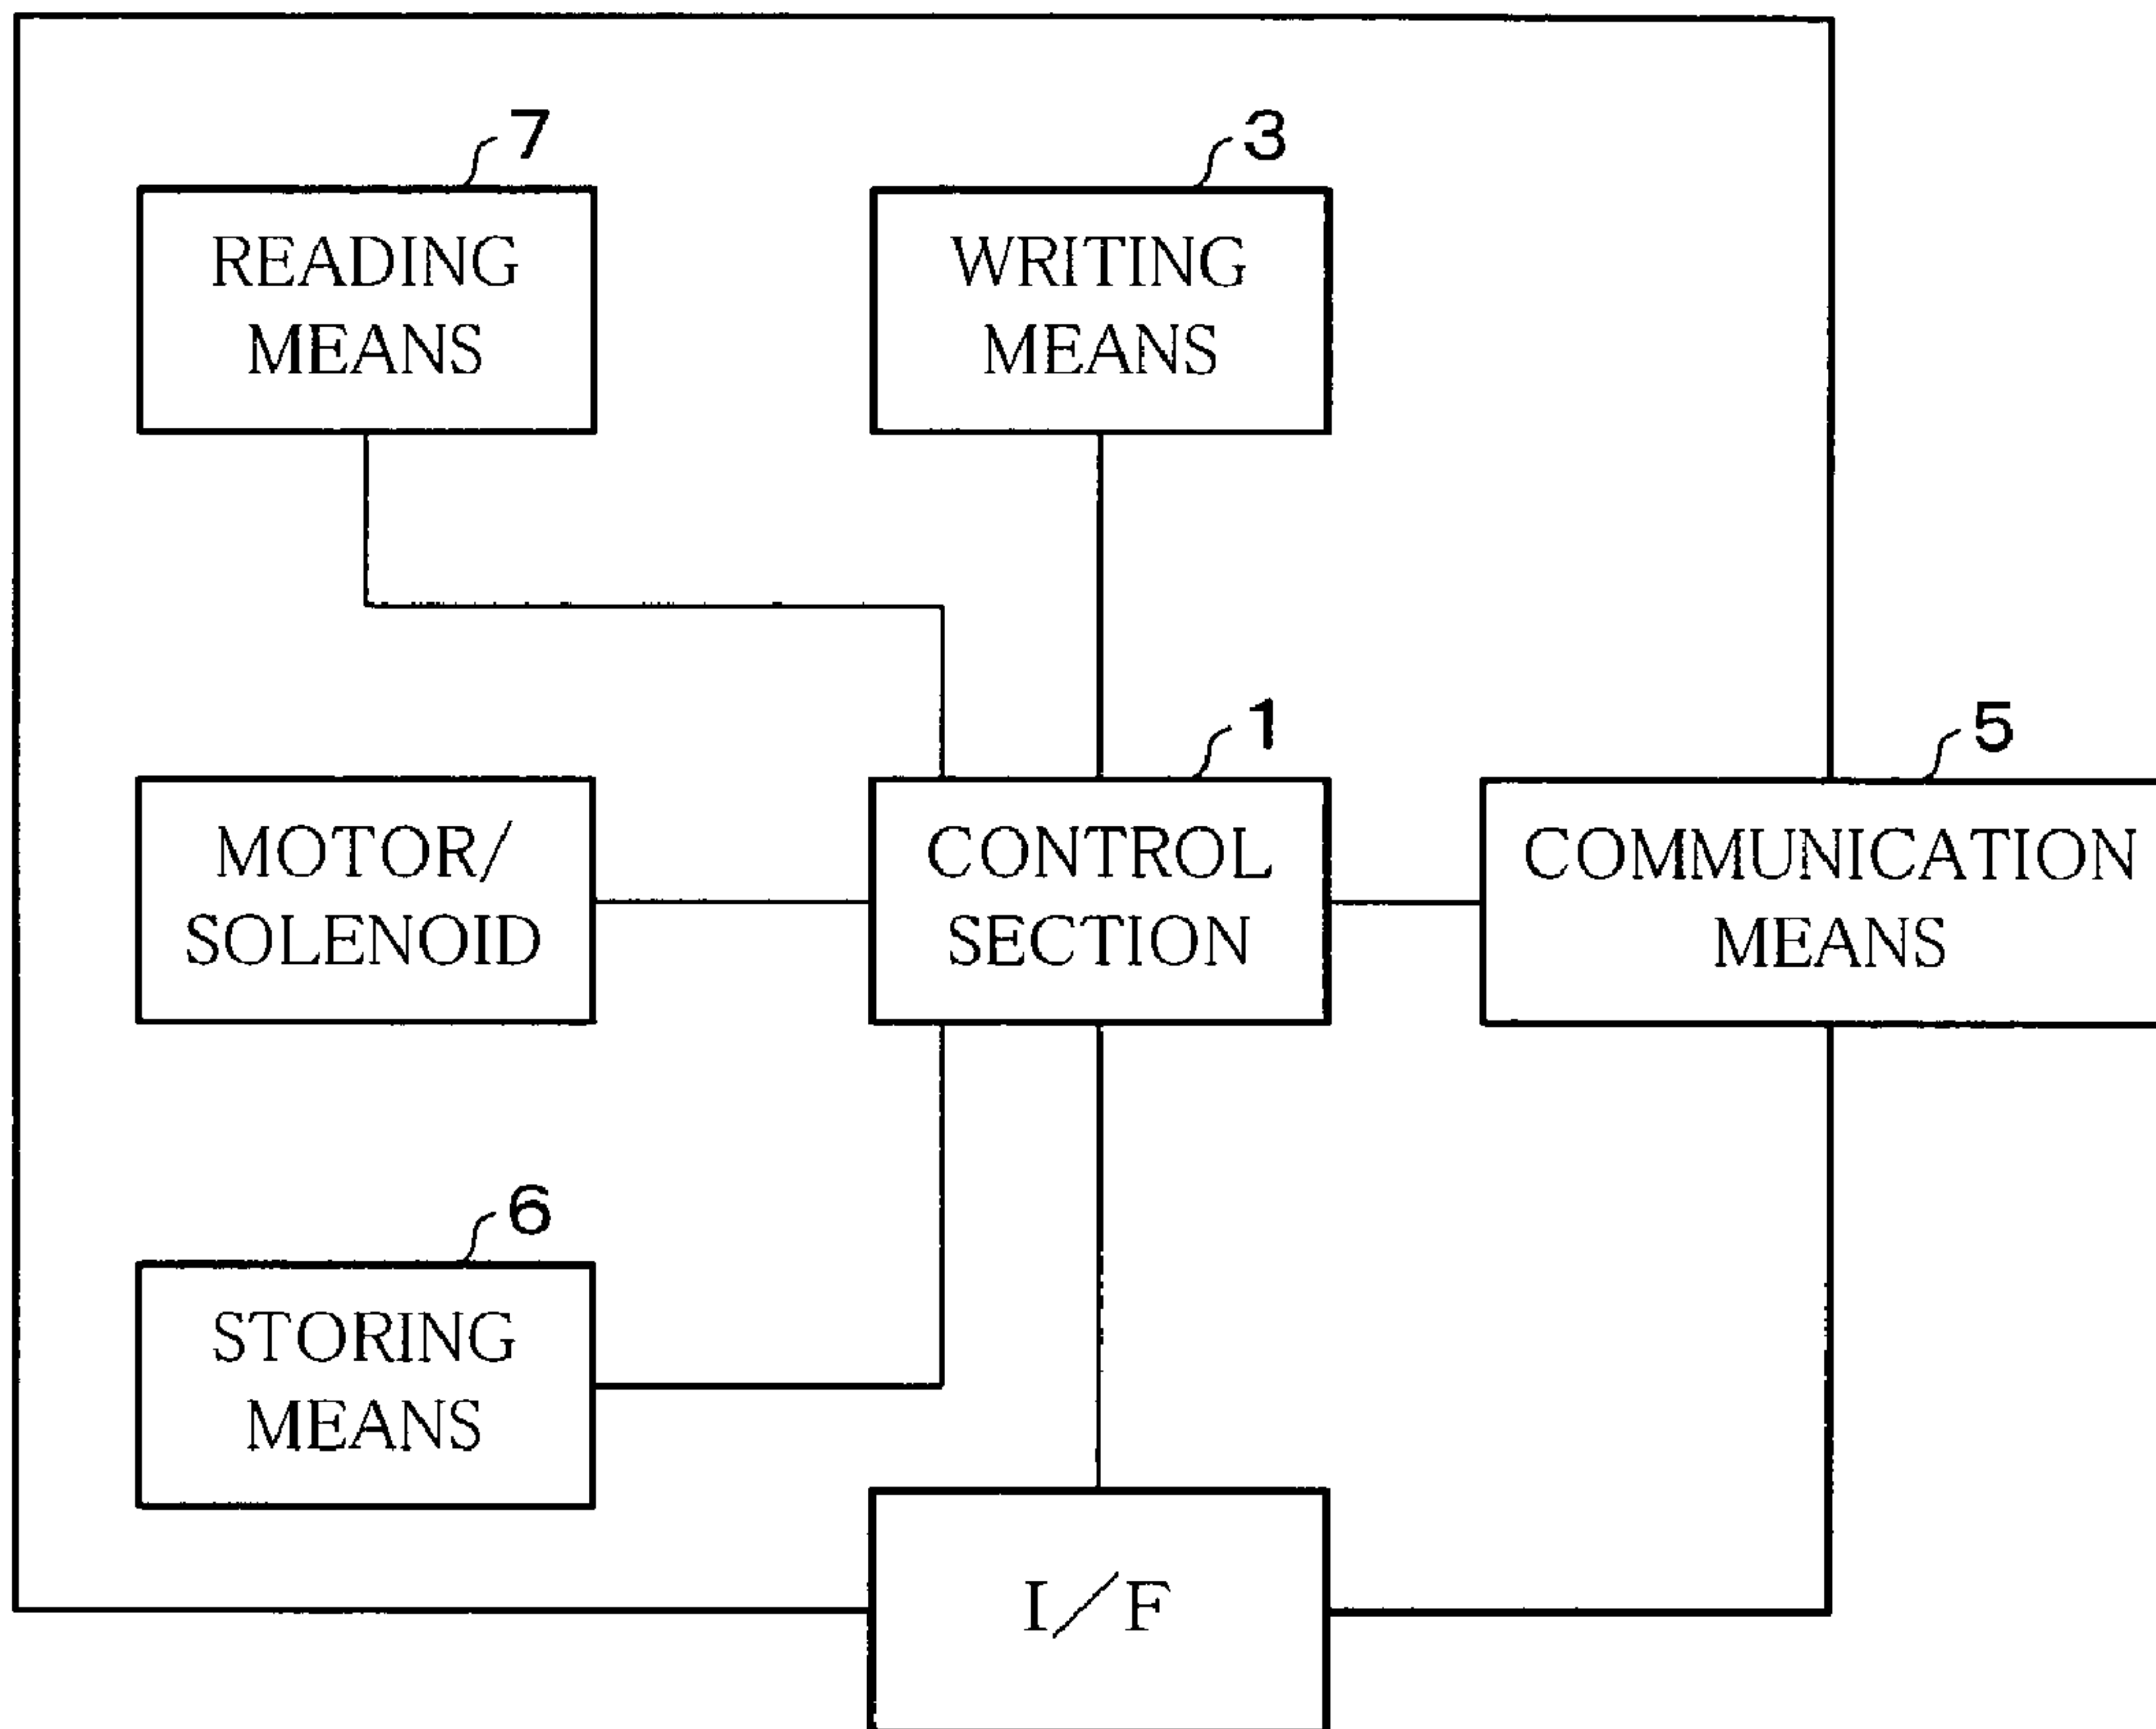 7
READING
MEANS
3
WRITING
MEANS
MOTOR/
SOLENOID
1
CONTROL
SECTION
5
COMMUNICATION
MEANS
6
STORING
MEANS
I/F